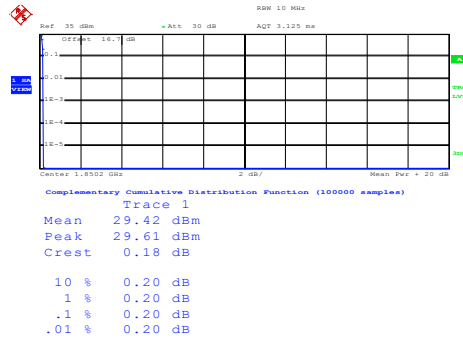 RBW 10 MHz
Ref 35 dBm Att 30 dB AQT 3.125 ms
Offset 16.7 dB
0.1
A
0.01
1 SA
VIEW
1E-3
1E-4
1E-5
Center 1.8502 GHz 2 dB/ Mean Pwr + 20 dB
Complementary Cumulative Distribution Function (100000 samples)
Trace 1
Mean 29.42 dBm
Peak 29.61 dBm
Crest 0.18 dB
10 % 0.20 dB
1 % 0.20 dB
.1 % 0.20 dB
.01 % 0.20 dB